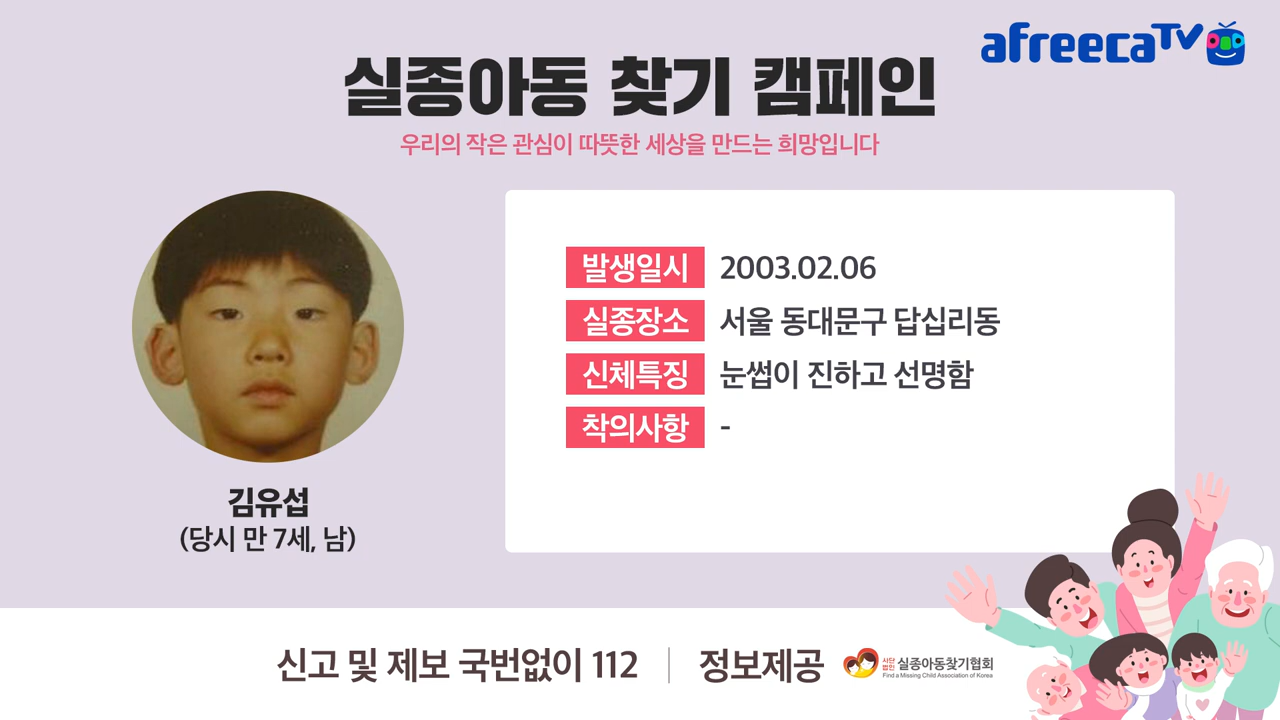 afreecaTV
실종아동 찾기 캠페인
우리의 작은 관심이 따뜻한 세상을 만드는 희망입니다
발생일시 2003.02.06
실종장소 서울 동대문구 답십리동
신체특징 눈썹이 진하고 선명함
착의사항 -
김유섭
(당시 만 7세, 남)
신고 및 제보 국번없이 112 | 정보제공 사단법인 실종아동찾기협회
Find a Missing Child Association of Korea